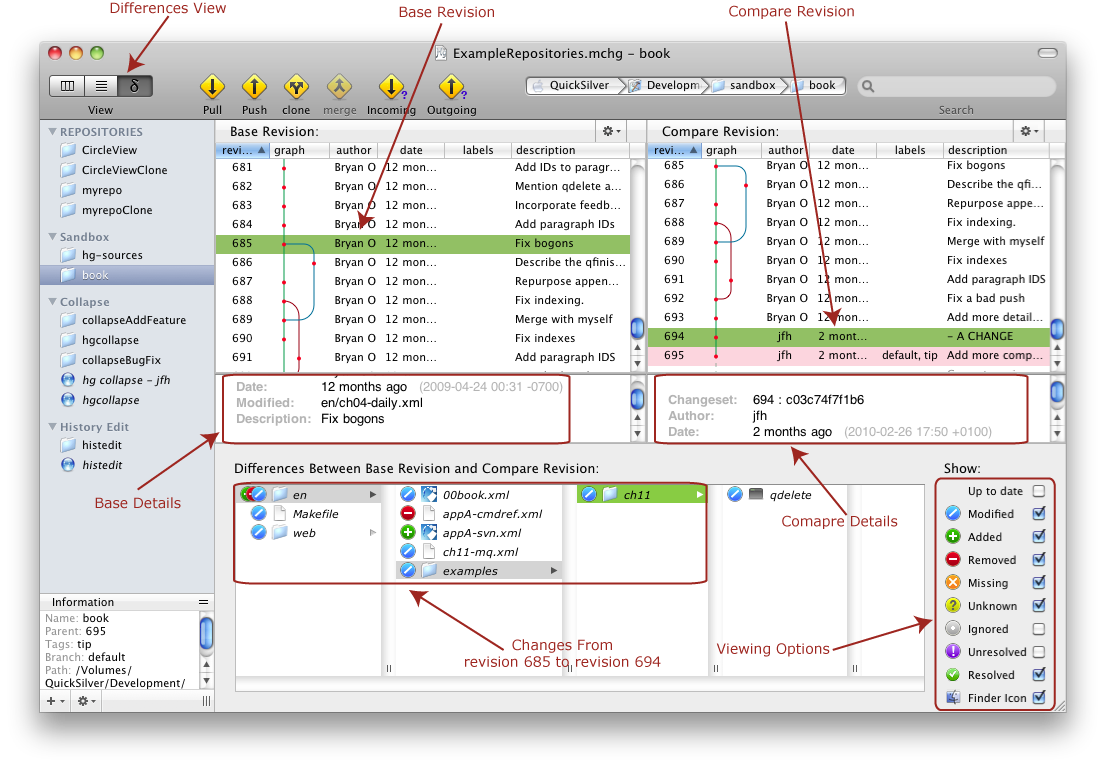 Differences View
Base Revision
Compare Revision
ExampleRepositories.mchg – book
δ
View
Pull Push clone merge Incoming Outgoing
QuickSilver Developm sandbox book
Search
REPOSITORIES
CircleView
CircleViewClone
myrepo
myrepoClone
Sandbox
hg-sources
book
Collapse
collapseAddFeature
hgcollapse
collapseBugFix
hg collapse – jfh
hgcollapse
History Edit
histedit
histedit
Information
Name: book
Parent: 695
Tags: tip
Branch: default
Path: /Volumes/
QuickSilver/Development/
Base Revision:
revi... graph author date labels description
681 Bryan O 12 mon... Add IDs to paragr...
682 Bryan O 12 mon... Mention qdelete a...
683 Bryan O 12 mon... Incorporate feedb...
684 Bryan O 12 mon... Add paragraph IDs
685 Bryan O 12 mon... Fix bogons
686 Bryan O 12 mon... Describe the qfinis...
687 Bryan O 12 mon... Repurpose appen...
688 Bryan O 12 mon... Fix indexing.
689 Bryan O 12 mon... Merge with myself
690 Bryan O 12 mon... Fix indexes
691 Bryan O 12 mon... Add paragraph IDS
Compare Revision:
revi... graph author date labels description
685 Bryan O 12 mon... Fix bogons
686 Bryan O 12 mon... Describe the qfi...
687 Bryan O 12 mon... Repurpose appe...
688 Bryan O 12 mon... Fix indexing.
689 Bryan O 12 mon... Merge with myself
690 Bryan O 12 mon... Fix indexes
691 Bryan O 12 mon... Add paragraph IDS
692 Bryan O 12 mon... Fix a bad push
693 Bryan O 12 mon... Add more detail...
694 jfh 2 mont... – A CHANGE
695 jfh 2 mont... default, tip Add more comp...
Date: 12 months ago (2009-04-24 00:31 -0700)
Modified: en/ch04-daily.xml
Description: Fix bogons
Changeset: 694 : c03c74f7f1b6
Author: jfh
Date: 2 months ago (2010-02-26 17:50 +0100)
Base Details
Comapre Details
Differences Between Base Revision and Compare Revision:
en
Makefile
web
00book.xml
appA-cmdref.xml
appA-svn.xml
ch11-mq.xml
examples
ch11
qdelete
Changes From
revision 685 to revision 694
Viewing Options
Show:
Up to date
Modified
Added
Removed
Missing
Unknown
Ignored
Unresolved
Resolved
Finder Icon